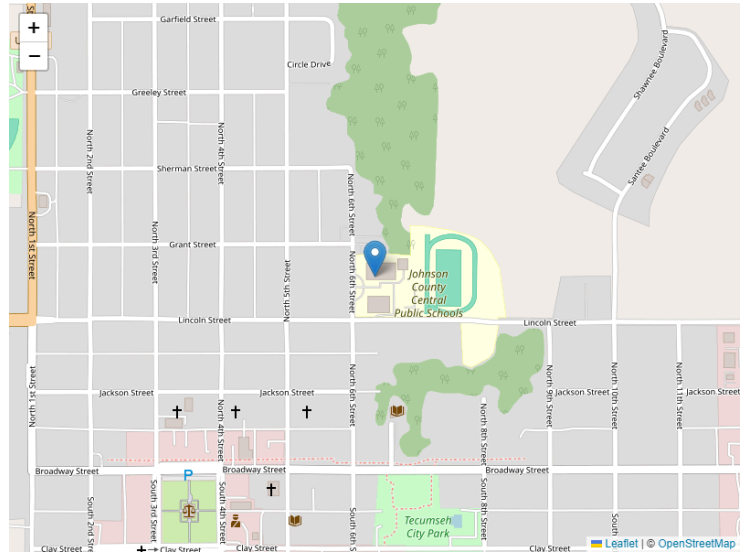 +
−
Garfield Street
Circle Drive
Greeley Street
Shawnee Boulevard
North 2nd Street
North 4th Street
Sherman Street
Santee Boulevard
North 6th Street
North 1st Street
North 3rd Street
Grant Street
North 5th Street
North 6th Street
Johnson
County
Central
Public Schools
Lincoln Street
Lincoln Street
North 1st Street
Jackson Street
Jackson Street
North 6th Street
North 9th Street
Jackson Street
North 10th Street
North 11th Street
Jackson Street
North 4th Street
North 8th Street
Broadway Street
P
Broadway Street
Broadway Street
South 2nd Street
South 3rd Street
South 4th Street
South 6th S
South 8th Street
Tecumseh
City Park
South
Clay Street
Clay Street
Clay Street
Leaflet | © OpenStreetMap